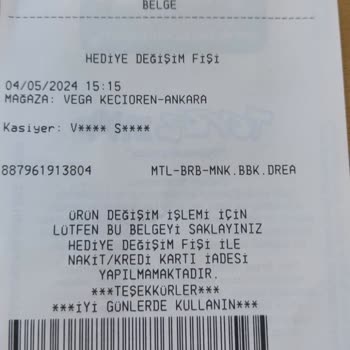 BELGE
HEDİYE DEĞİŞİM FİŞİ
04/05/2024 15:15
MAĞAZA: VEGA KECIOREN-ANKARA
Kasiyer: V**** S****
887961913804 MTL-BRB-MNK.BBK.DREA
ÜRÜN DEĞİŞİM İŞLEMİ İÇİN
LÜTFEN BU BELGEYİ SAKLAYINIZ
HEDİYE DEĞİŞİM FİŞİ İLE
NAKİT/KREDİ KARTI İADESİ
YAPILMAMAKTADIR.
***TEŞEKKÜRLER***
***İYİ GÜNLERDE KULLANIN***